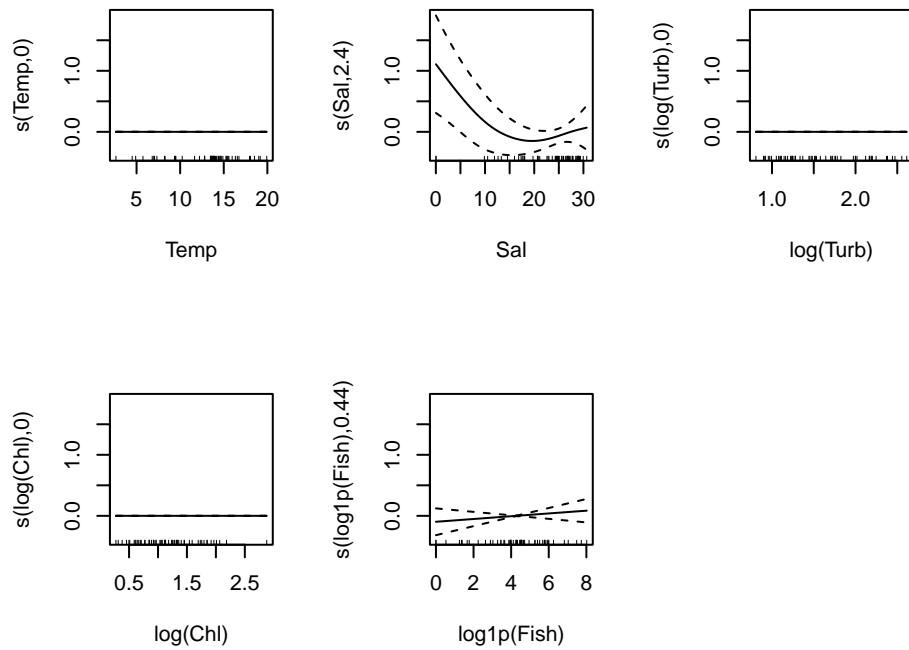 s(Temp,0)
0.0 1.0
5 10 15 20
Temp
s(Sal,2.4)
0.0 1.0
0 10 20 30
Sal
s(log(Turb),0)
0.0 1.0
1.0 2.0
log(Turb)
s(log(Chl),0)
0.0 1.0
0.5 1.5 2.5
log(Chl)
s(log1p(Fish),0.44)
0.0 1.0
0 2 4 6 8
log1p(Fish)